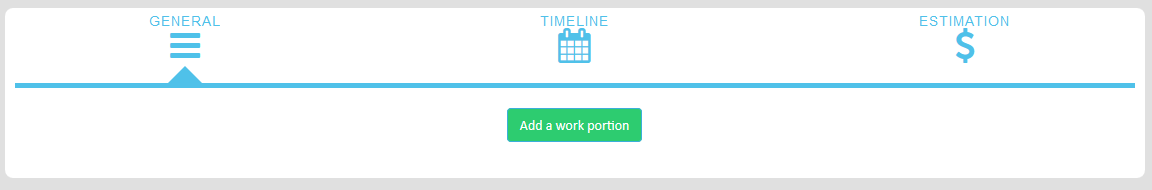 GENERAL
TIMELINE
ESTIMATION
$
Add a work portion